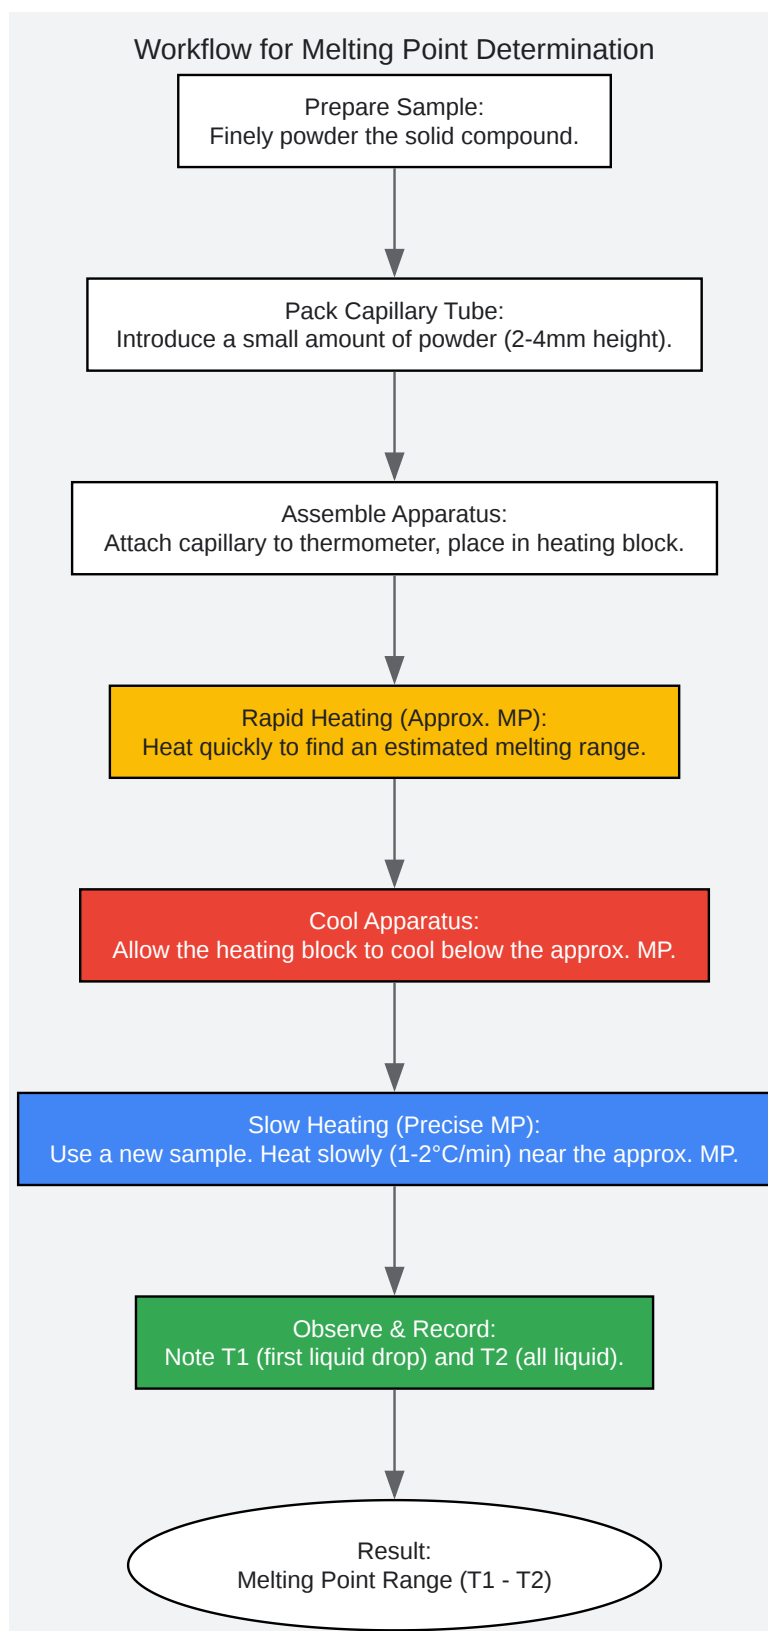 Workflow for Melting Point Determination
Prepare Sample:
Finely powder the solid compound.
Pack Capillary Tube:
Introduce a small amount of powder (2-4mm height).
Assemble Apparatus:
Attach capillary to thermometer, place in heating block.
Rapid Heating (Approx. MP):
Heat quickly to find an estimated melting range.
Cool Apparatus:
Allow the heating block to cool below the approx. MP.
Slow Heating (Precise MP):
Use a new sample. Heat slowly (1-2°C/min) near the approx. MP.
Observe & Record:
Note T1 (first liquid drop) and T2 (all liquid).
Result:
Melting Point Range (T1 - T2)